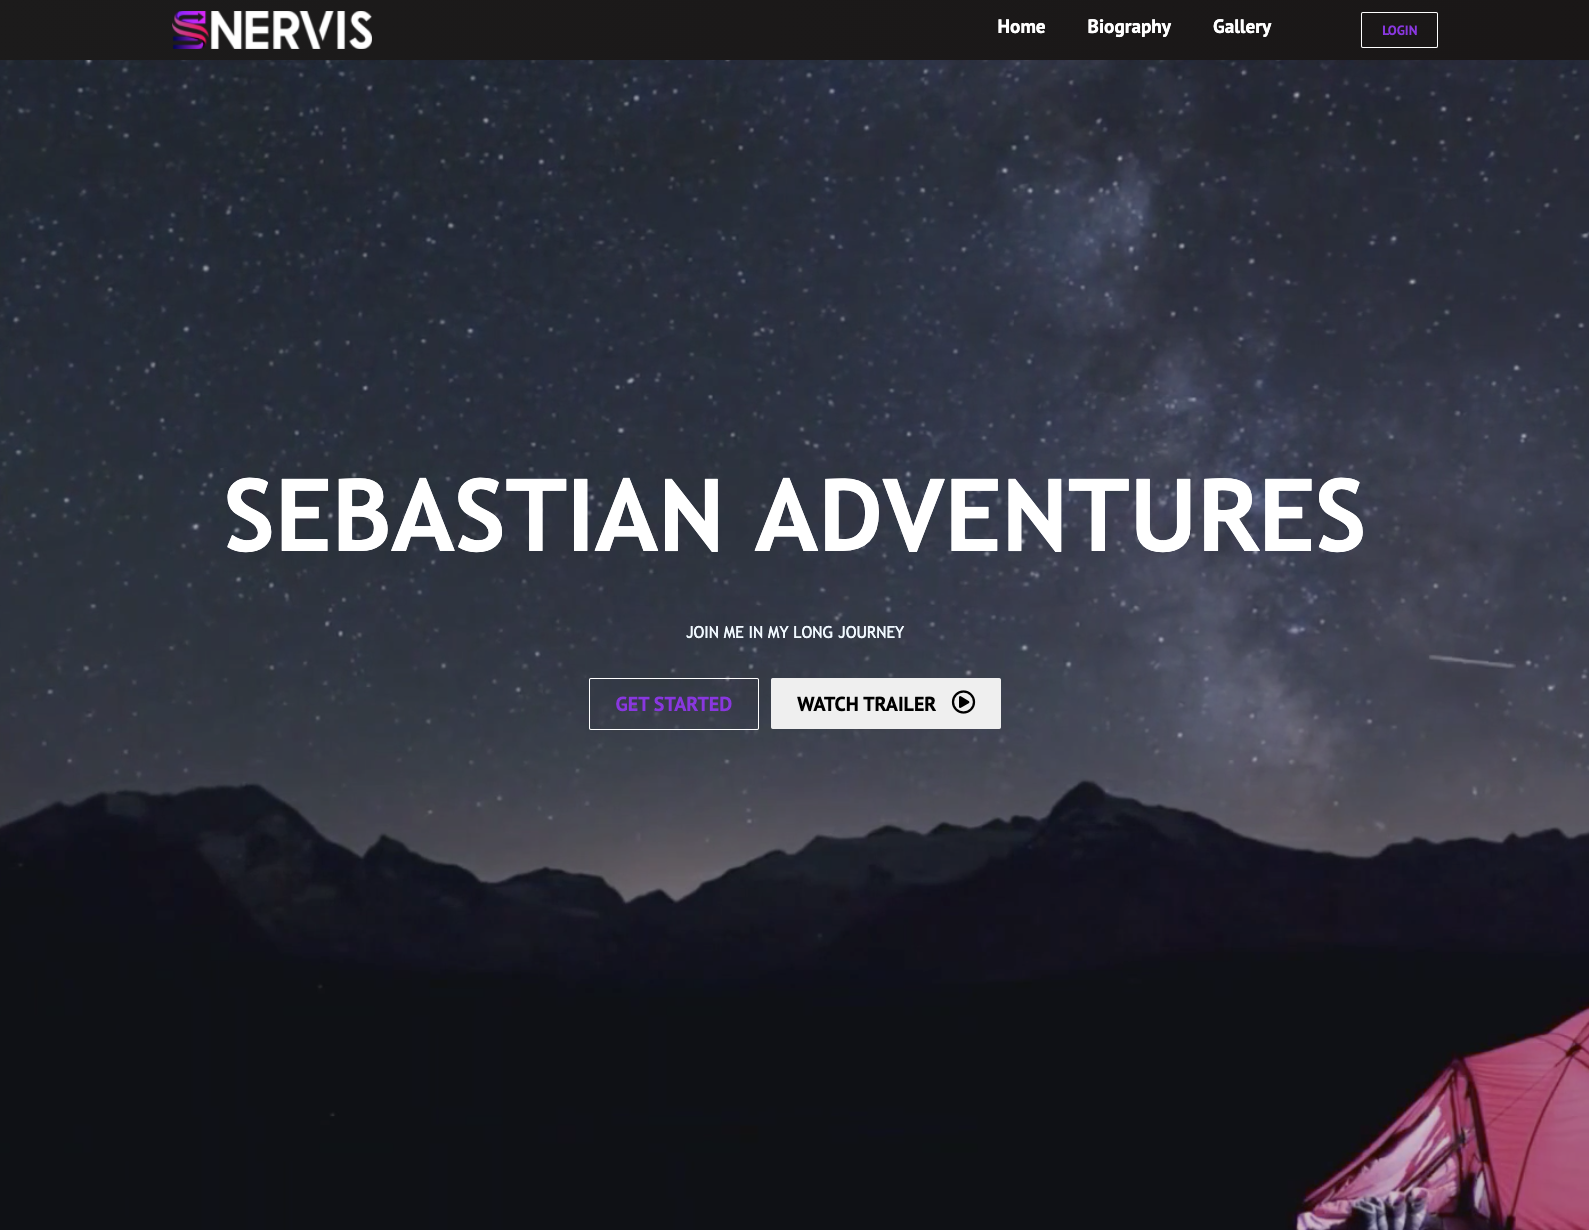 SNERVIS
Home Biography Gallery LOGIN
SEBASTIAN ADVENTURES
JOIN ME IN MY LONG JOURNEY
GET STARTED WATCH TRAILER